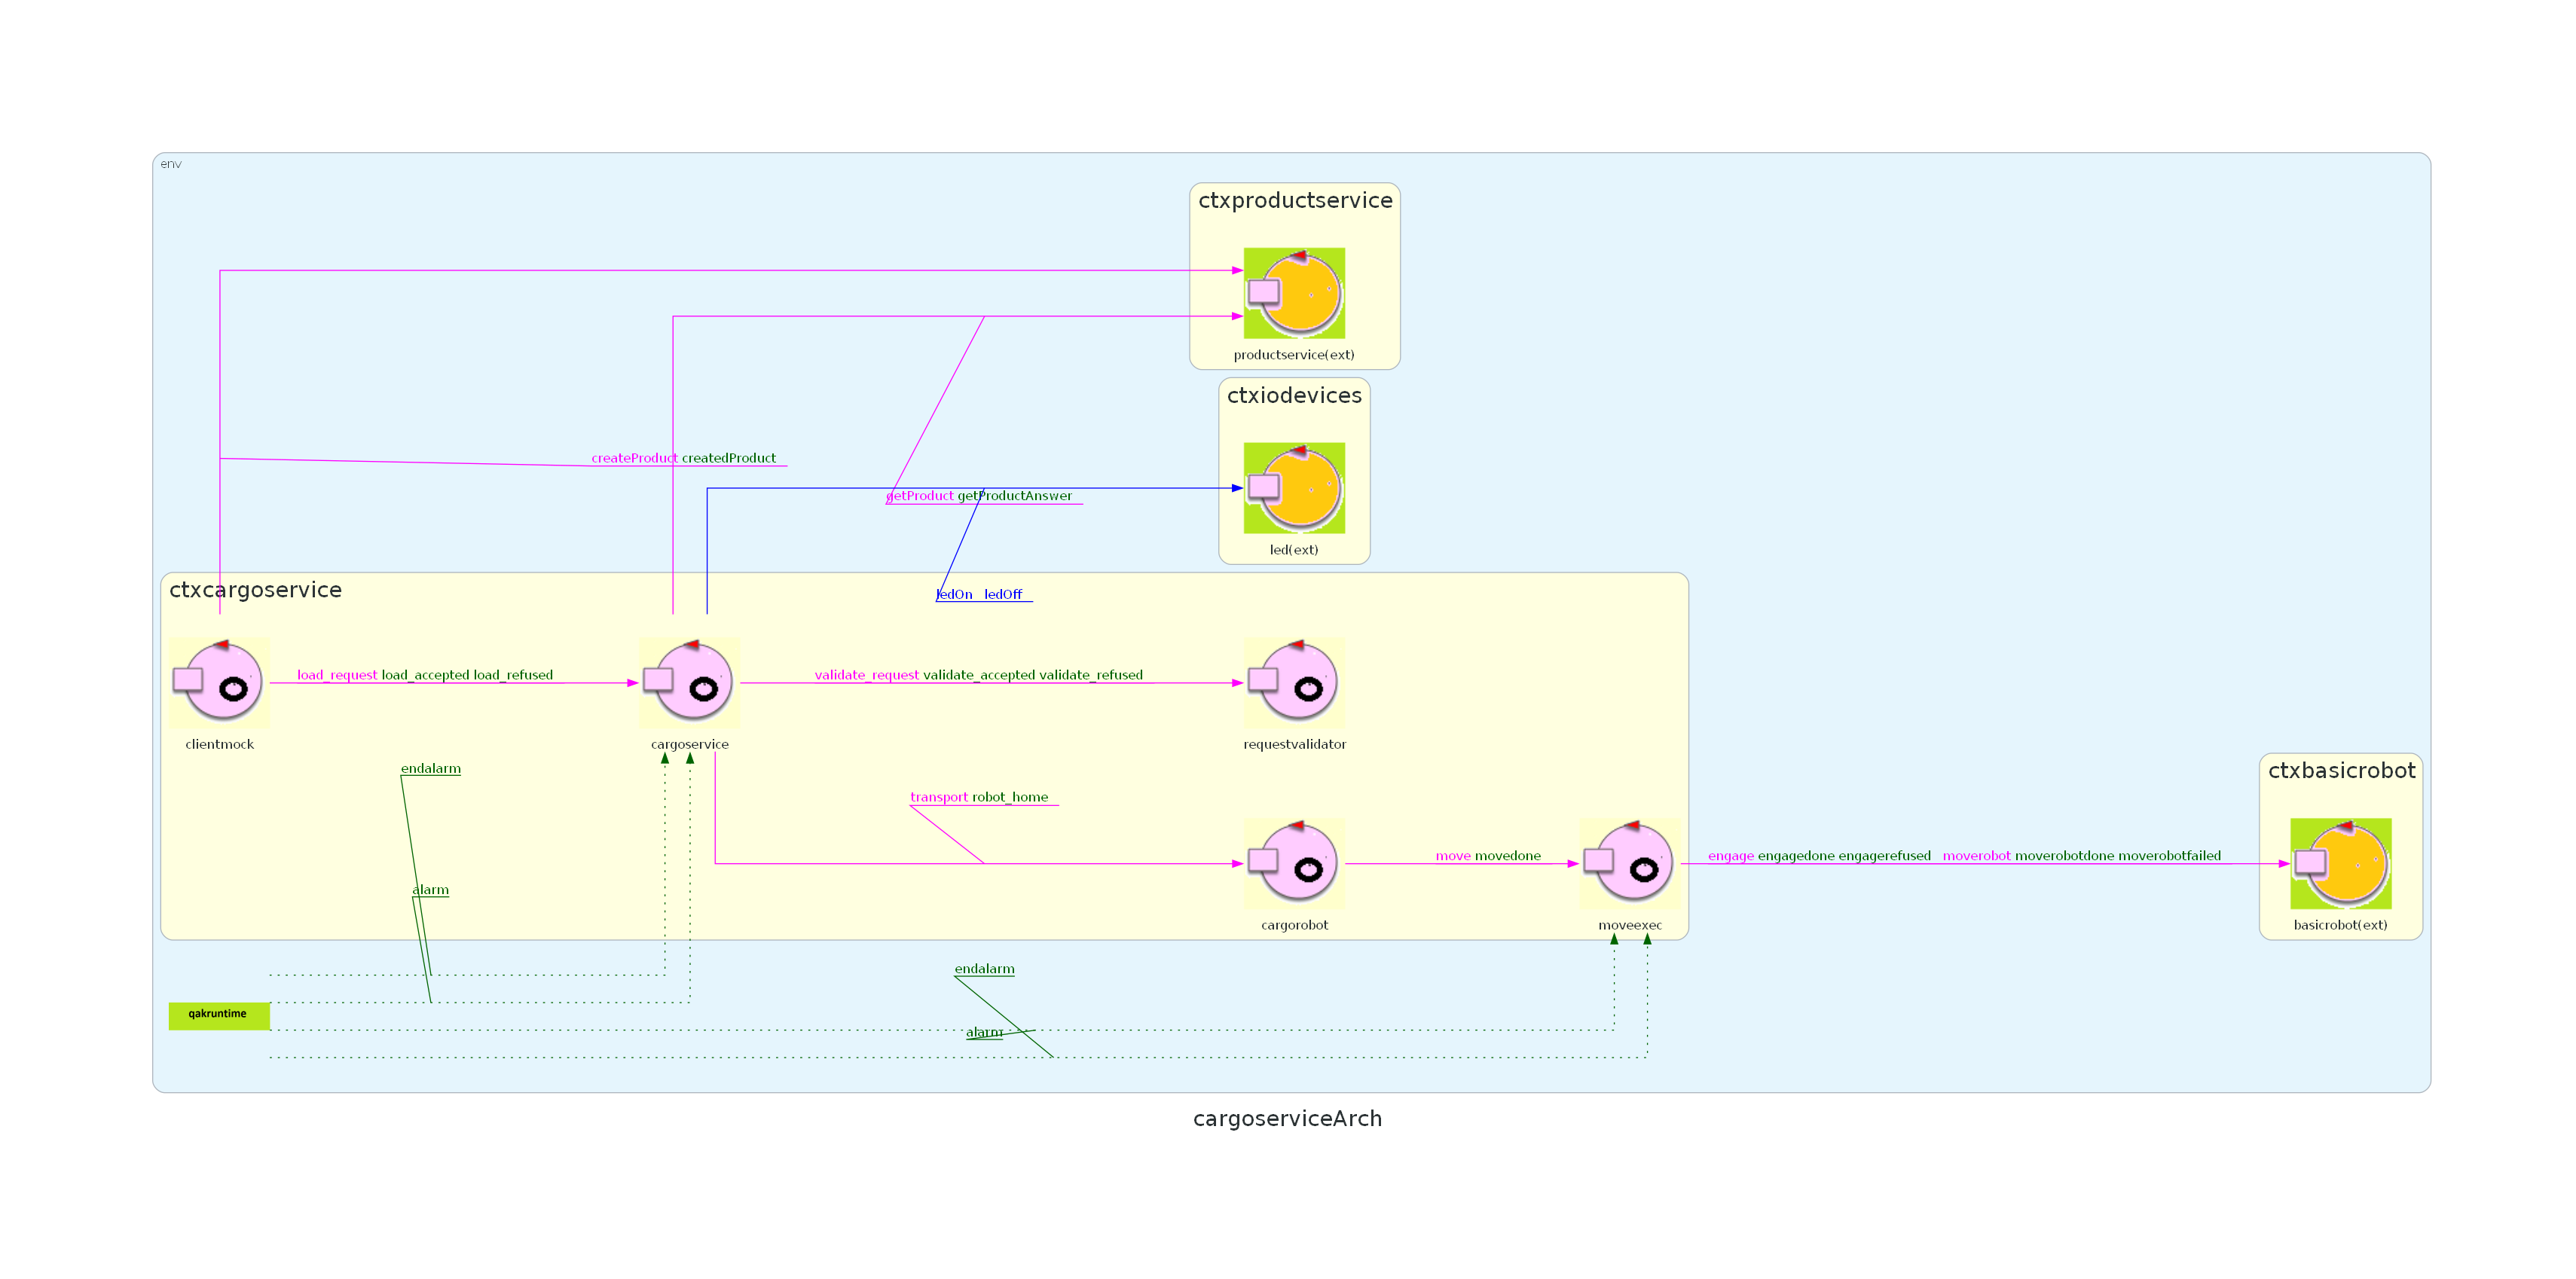 env
ctxproductservice
productservice(ext)
ctxiodevices
createProduct createdProduct
getProduct getProductAnswer
led(ext)
ctxcargoservice
ledOn ledOff
load_request load_accepted load_refused
validate_request validate_accepted validate_refused
clientmock
cargoservice
requestvalidator
endalarm
ctxbasicrobot
transport robot_home
move movedone
engage engagedone engagerefused moverobot moverobotdone moverobotfailed
alarm
cargorobot
moveexec
basicrobot(ext)
endalarm
qakruntime
alarm
cargoserviceArch